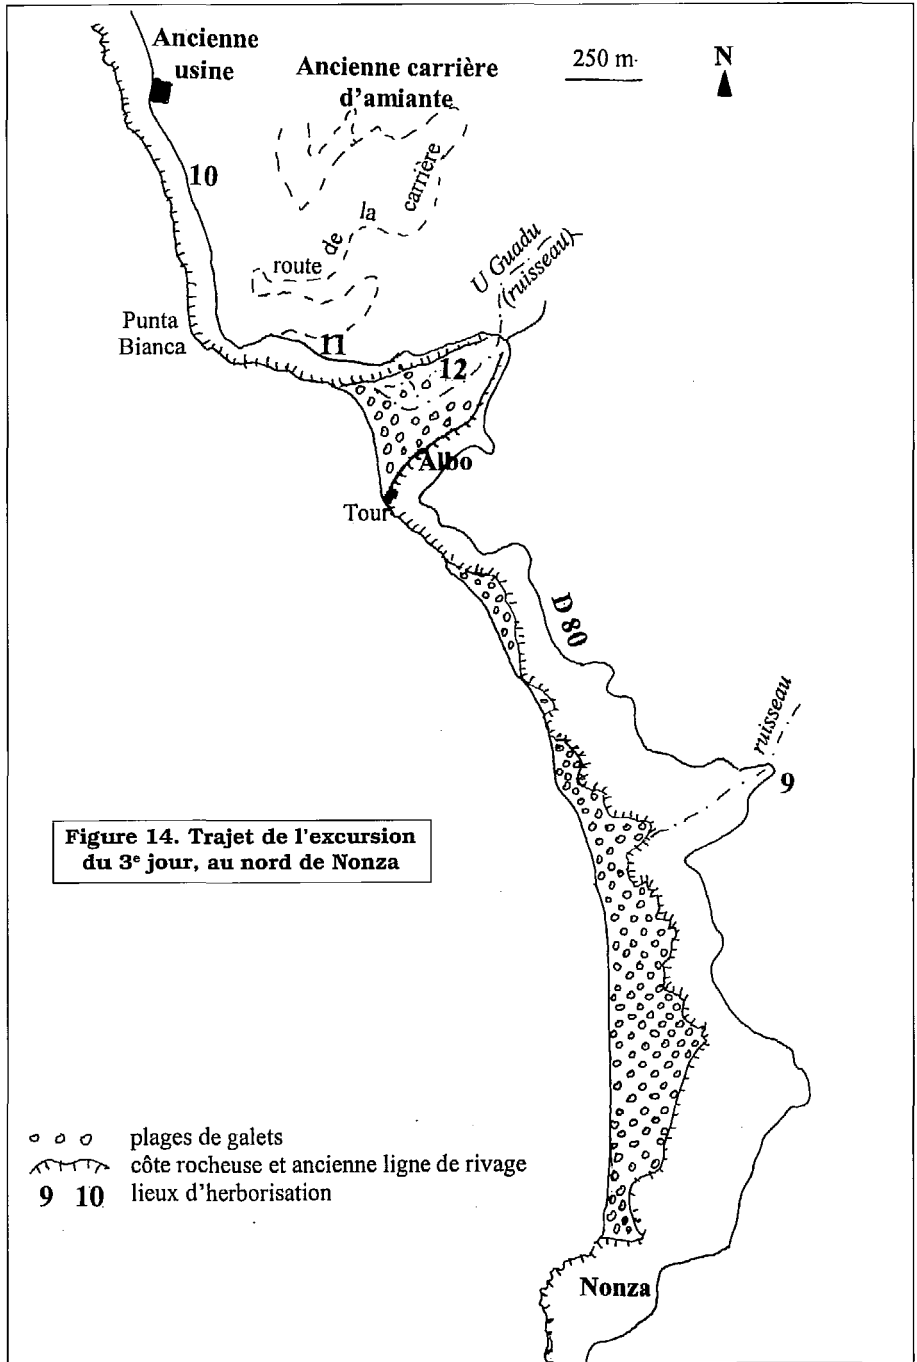 Ancienne
usine
Ancienne carrière
d'amiante
250 m
N
10
carrière
la
de
route
U Guadu
(ruisseau)
Punta
Bianca
11
12
Albo
Tour
D 80
ruisseau
9
Figure 14. Trajet de l'excursion
du 3e jour, au nord de Nonza
plages de galets
côte rocheuse et ancienne ligne de rivage
9 10 lieux d'herborisation
Nonza